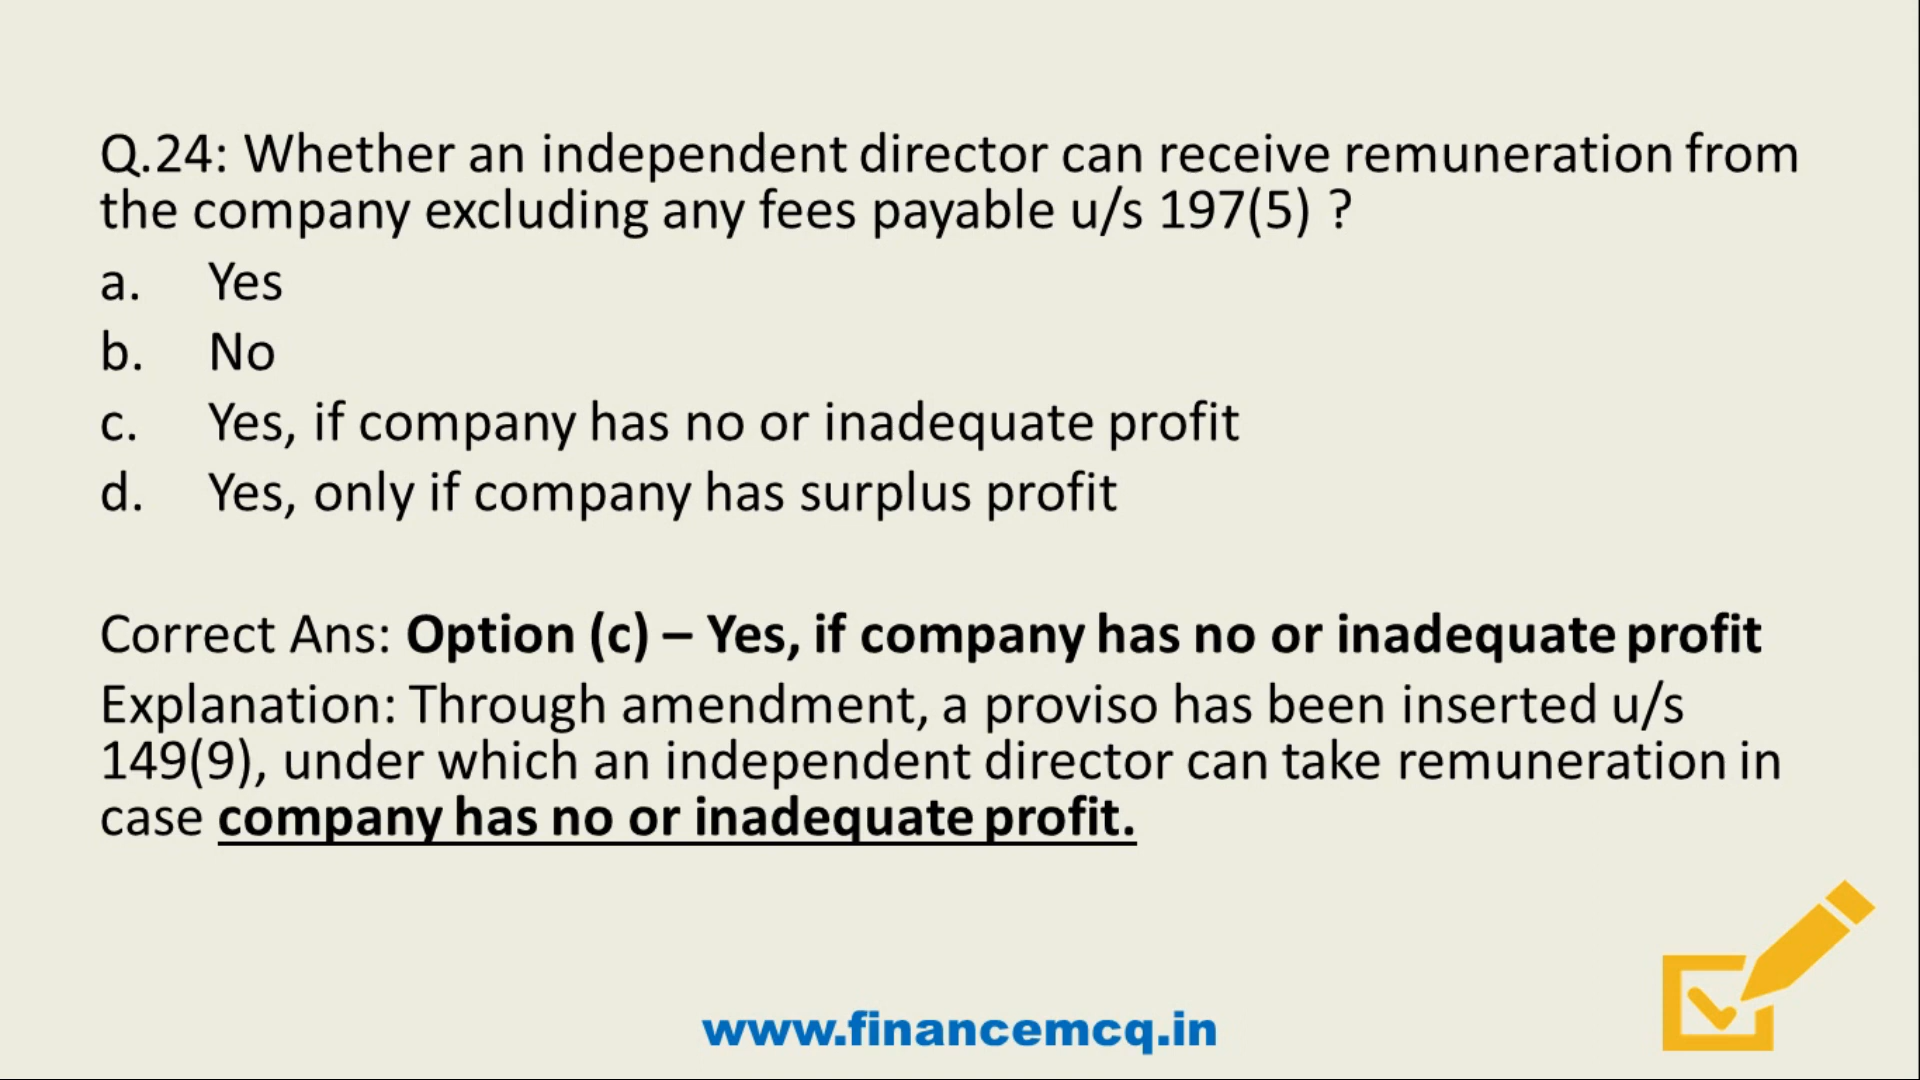 Q.24: Whether an independent director can receive remuneration from
the company excluding any fees payable u/s 197(5) ?
a. Yes
b. No
c. Yes, if company has no or inadequate profit
d. Yes, only if company has surplus profit
Correct Ans: Option (c) – Yes, if company has no or inadequate profit
Explanation: Through amendment, a proviso has been inserted u/s
149(9), under which an independent director can take remuneration in
case company has no or inadequate profit.
www.financemcq.in